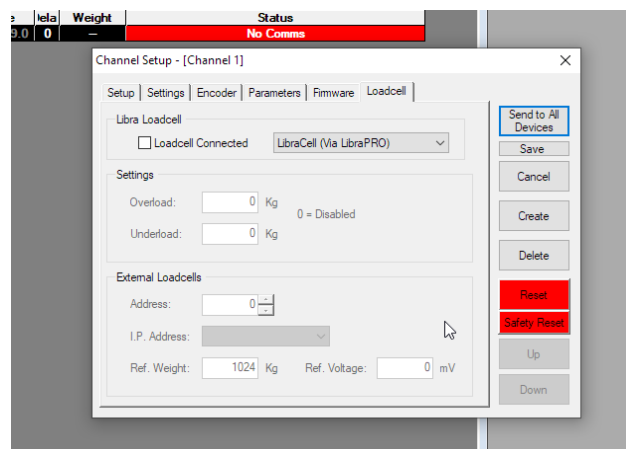 Weight Status
9.0 0 – No Comms
Channel Setup - [Channel 1]
Setup Settings Encoder Parameters Firmware Loadcell
Libra Loadcell
Loadcell Connected LibraCell (Via LibraPRO)
Settings
Overload: 0 Kg
0 = Disabled
Underload: 0 Kg
External Loadcells
Address: 0
I.P. Address:
Ref. Weight: 1024 Kg Ref. Voltage: 0 mV
Send to All
Devices
Save
Cancel
Create
Delete
Reset
Safety Reset
Up
Down